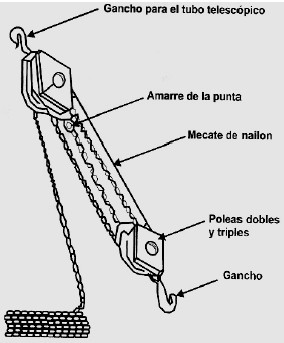 Gancho para el tubo telescópico
Amarre de la punta
Mecate de nailon
Poleas dobles
y triples
Gancho